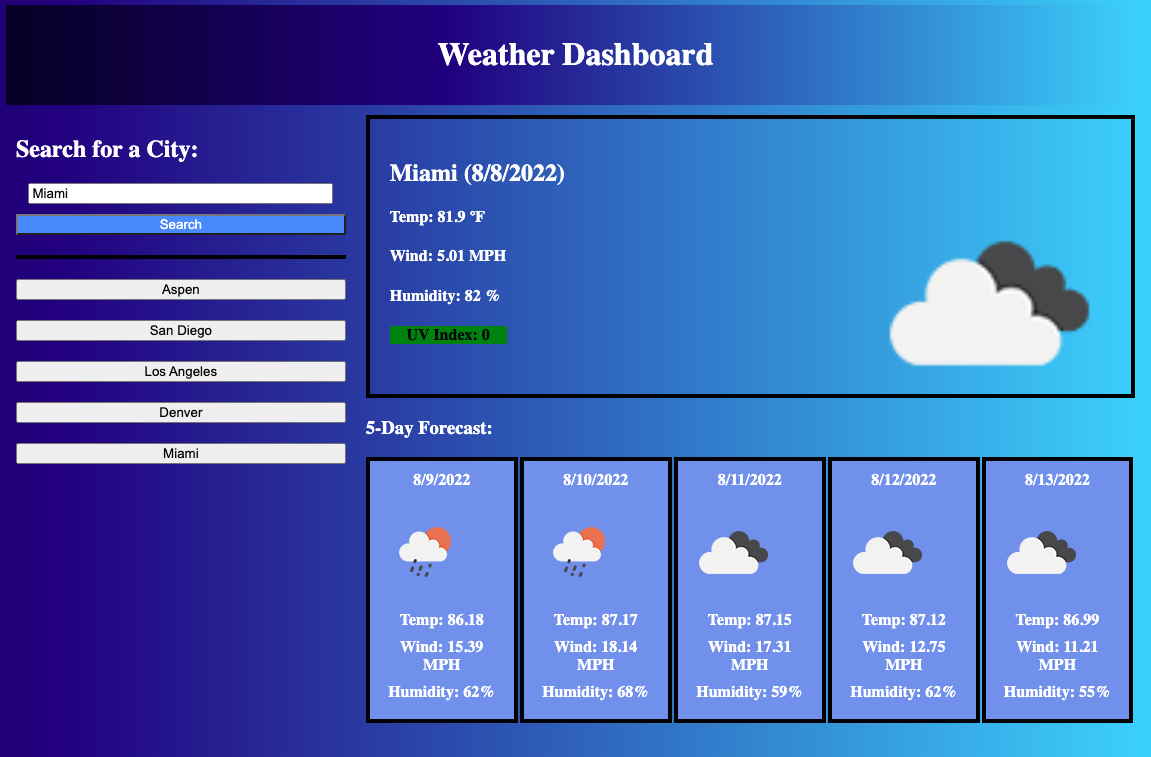 Weather Dashboard
Search for a City:
Miami
Search
Aspen
San Diego
Los Angeles
Denver
Miami
Miami (8/8/2022)
Temp: 81.9 °F
Wind: 5.01 MPH
Humidity: 82 %
UV Index: 0
5-Day Forecast:
8/9/2022
Temp: 86.18
Wind: 15.39
MPH
Humidity: 62%
8/10/2022
Temp: 87.17
Wind: 18.14
MPH
Humidity: 68%
8/11/2022
Temp: 87.15
Wind: 17.31
MPH
Humidity: 59%
8/12/2022
Temp: 87.12
Wind: 12.75
MPH
Humidity: 62%
8/13/2022
Temp: 86.99
Wind: 11.21
MPH
Humidity: 55%